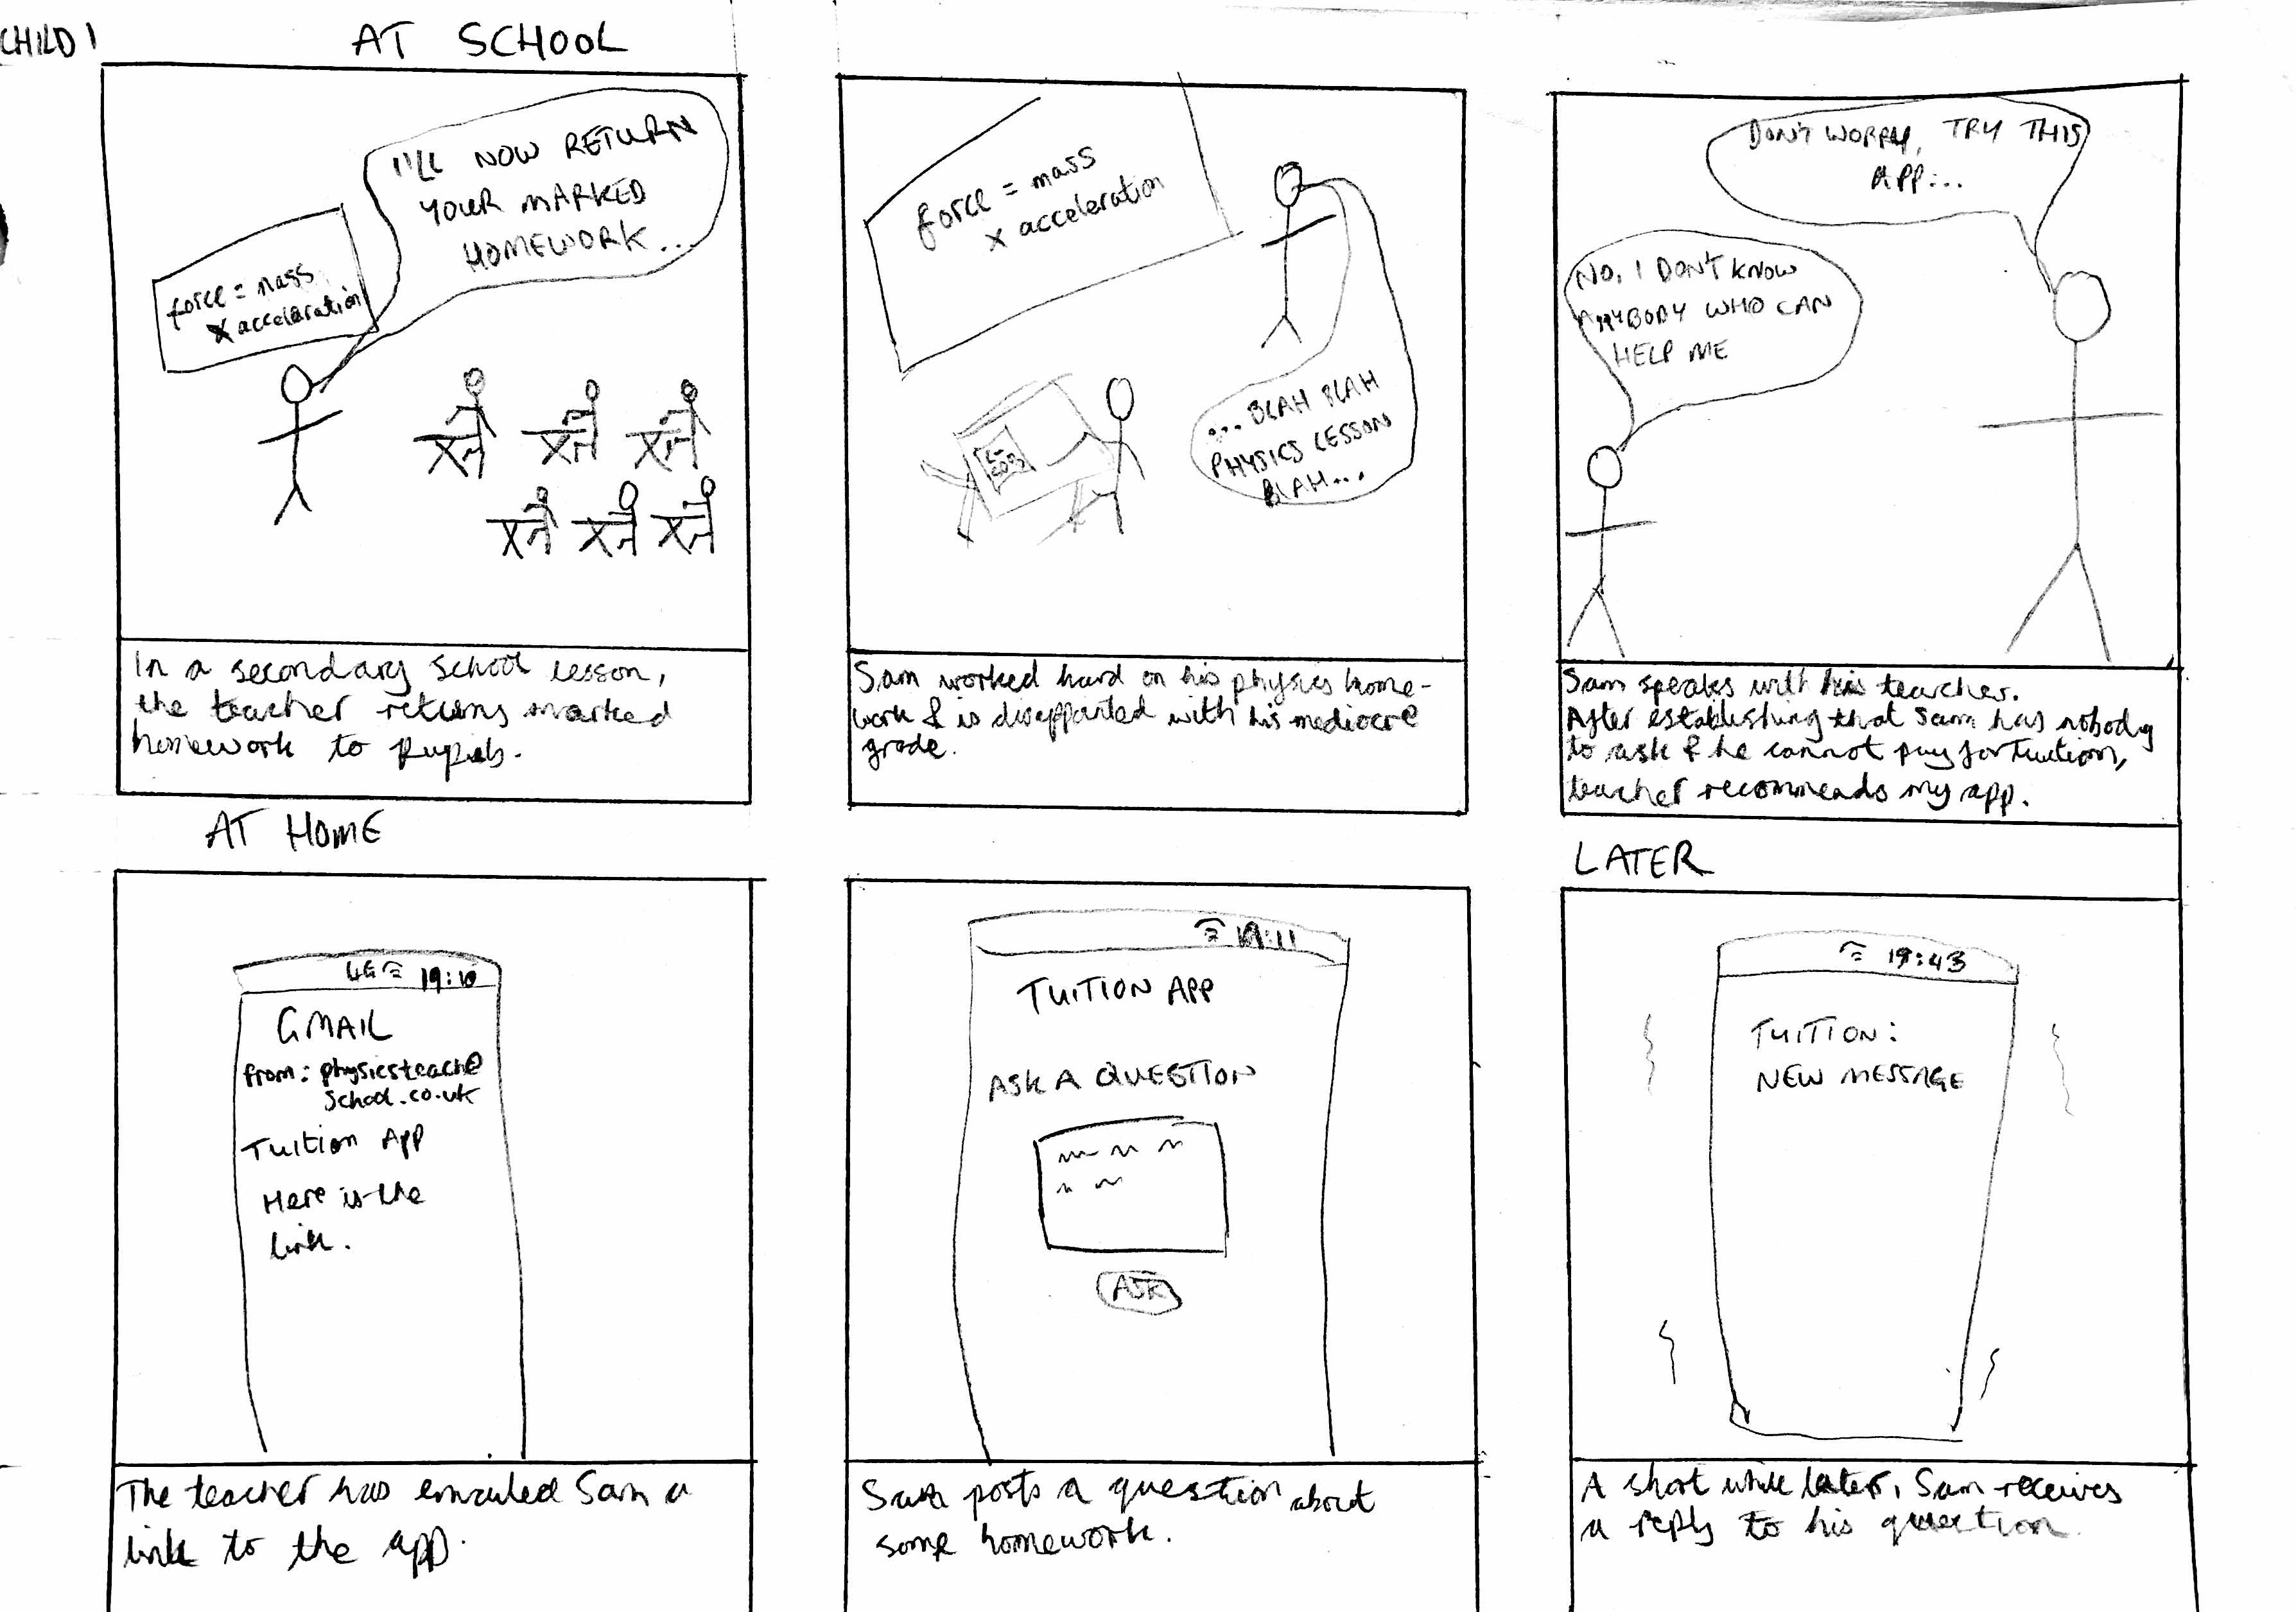 CHILD 1
AT SCHOOL
I'LL NOW RETURN
YOUR MARKED
HOMEWORK...
force = mass
x acceleration
In a secondary school lesson,
the teacher returns marked
homework to pupils.
force = mass
x acceleration
... BLAH BLAH
PHYSICS LESSON
BLAH...
Sam worked hard on his physics home-
work & is disappointed with his mediocre
grade.
DON'T WORRY, TRY THIS
APP...
NO, I DON'T KNOW
ANYBODY WHO CAN
HELP ME
Sam speaks with his teacher.
After establishing that Sam has nobody
to ask & he cannot pay for tuition,
teacher recommends my app.
AT HOME
4G 19:10
GMAIL
from: physicsteach@
school.co.uk
Tuition App
Here is the
link.
The teacher has emailed Sam a
link to the app.
19:11
TUITION APP
ASK A QUESTION
ASK
Sam posts a question about
some homework.
LATER
19:43
TUITION:
NEW MESSAGE
A short while later, Sam receives
a reply to his question.